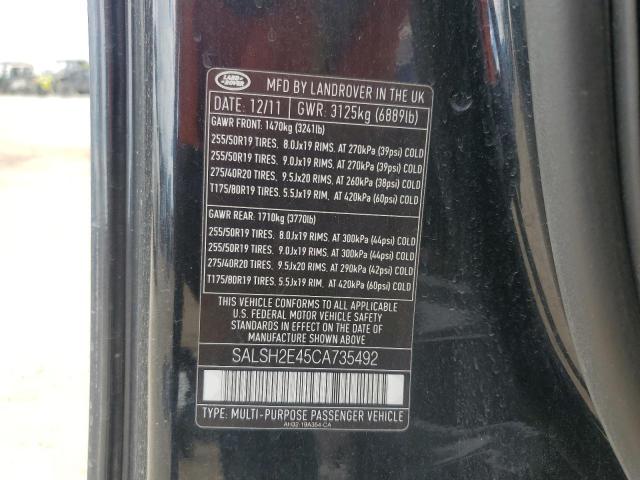 LAND ROVER
MFD BY LANDROVER IN THE UK
DATE: 12/11 GWR: 3125kg (6889lb)
GAWR FRONT: 1470kg (3241lb)
255/50R19 TIRES, 8.0Jx19 RIMS, AT 270kPa (39psi) COLD
255/50R19 TIRES, 9.0Jx19 RIMS, AT 270kPa (39psi) COLD
275/40R20 TIRES, 9.5Jx20 RIMS, AT 260kPa (38psi) COLD
T175/80R19 TIRES, 5.5Jx19 RIM, AT 420kPa (60psi) COLD
GAWR REAR: 1710kg (3770lb)
255/50R19 TIRES, 8.0Jx19 RIMS, AT 300kPa (44psi) COLD
255/50R19 TIRES, 9.0Jx19 RIMS, AT 300kPa (44psi) COLD
275/40R20 TIRES, 9.5Jx20 RIMS, AT 290kPa (42psi) COLD
T175/80R19 TIRES, 5.5Jx19 RIM, AT 420kPa (60psi) COLD
THIS VEHICLE CONFORMS TO ALL APPLICABLE
U.S. FEDERAL MOTOR VEHICLE SAFETY
STANDARDS IN EFFECT ON THE DATE OF
MANUFACTURE SHOWN ABOVE
SALSH2E45CA735492
TYPE: MULTI-PURPOSE PASSENGER VEHICLE
AH32-19A354-CA